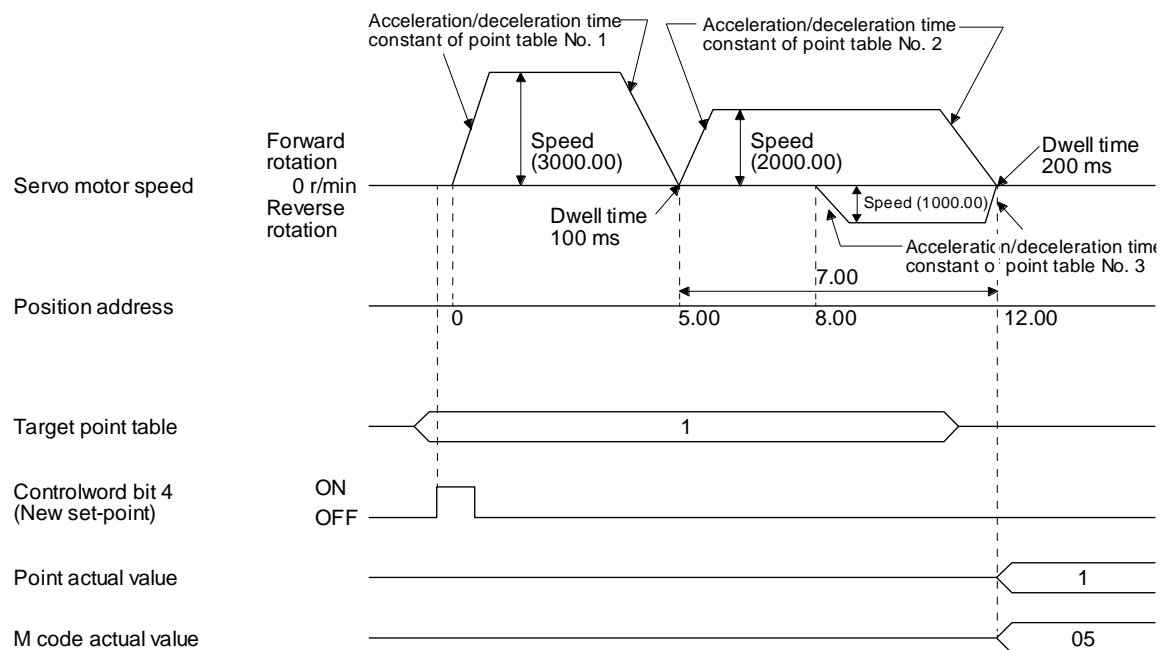 Acceleration/deceleration time
constant of point table No. 1
Acceleration/deceleration time
constant of point table No. 2
Forward
rotation
0 r/min
Reverse
rotation
Servo motor speed
Speed
(3000.00)
Speed
(2000.00)
Dwell time
200 ms
Dwell time
100 ms
Speed (1000.00)
Acceleration/deceleration time
constant of point table No. 3
7.00
Position address
0
5.00
8.00
12.00
Target point table
1
Controlword bit 4
(New set-point)
ON
OFF
Point actual value
1
M code actual value
05